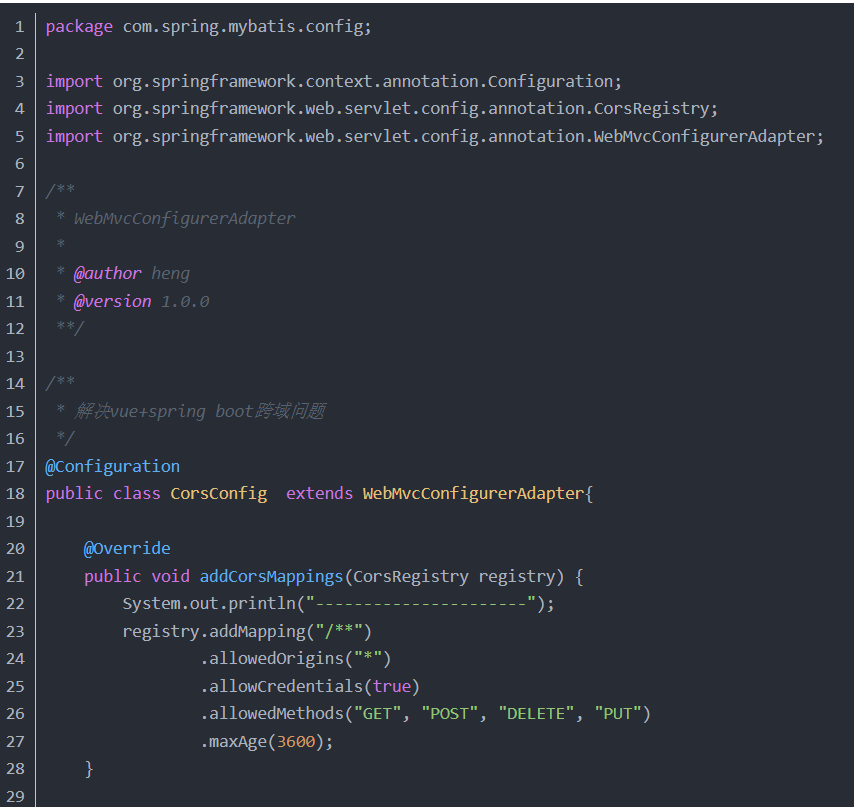 1 package com.spring.mybatis.config;
2
3 import org.springframework.context.annotation.Configuration;
4 import org.springframework.web.servlet.config.annotation.CorsRegistry;
5 import org.springframework.web.servlet.config.annotation.WebMvcConfigurerAdapter;
6
7 /**
8  * WebMvcConfigurerAdapter
9  *
10  * @author heng
11  * @version 1.0.0
12  **/
13
14 /**
15  * 解决vue+spring boot跨域问题
16  */
17 @Configuration
18 public class CorsConfig  extends WebMvcConfigurerAdapter{
19
20     @Override
21     public void addCorsMappings(CorsRegistry registry) {
22         System.out.println("----------------------");
23         registry.addMapping("/**")
24                 .allowedOrigins("*")
25                 .allowCredentials(true)
26                 .allowedMethods("GET", "POST", "DELETE", "PUT")
27                 .maxAge(3600);
28     }
29